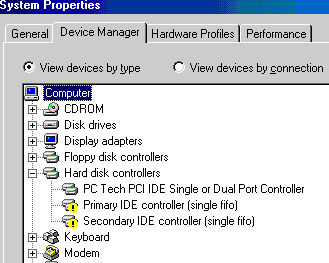 System Properties
General Device Manager Hardware Profiles Performance
View devices by type View devices by connection
Computer
CDROM
Disk drives
Display adapters
Floppy disk controllers
Hard disk controllers
PC Tech PCI IDE Single or Dual Port Controller
Primary IDE controller (single fifo)
Secondary IDE controller (single fifo)
Keyboard
Modem